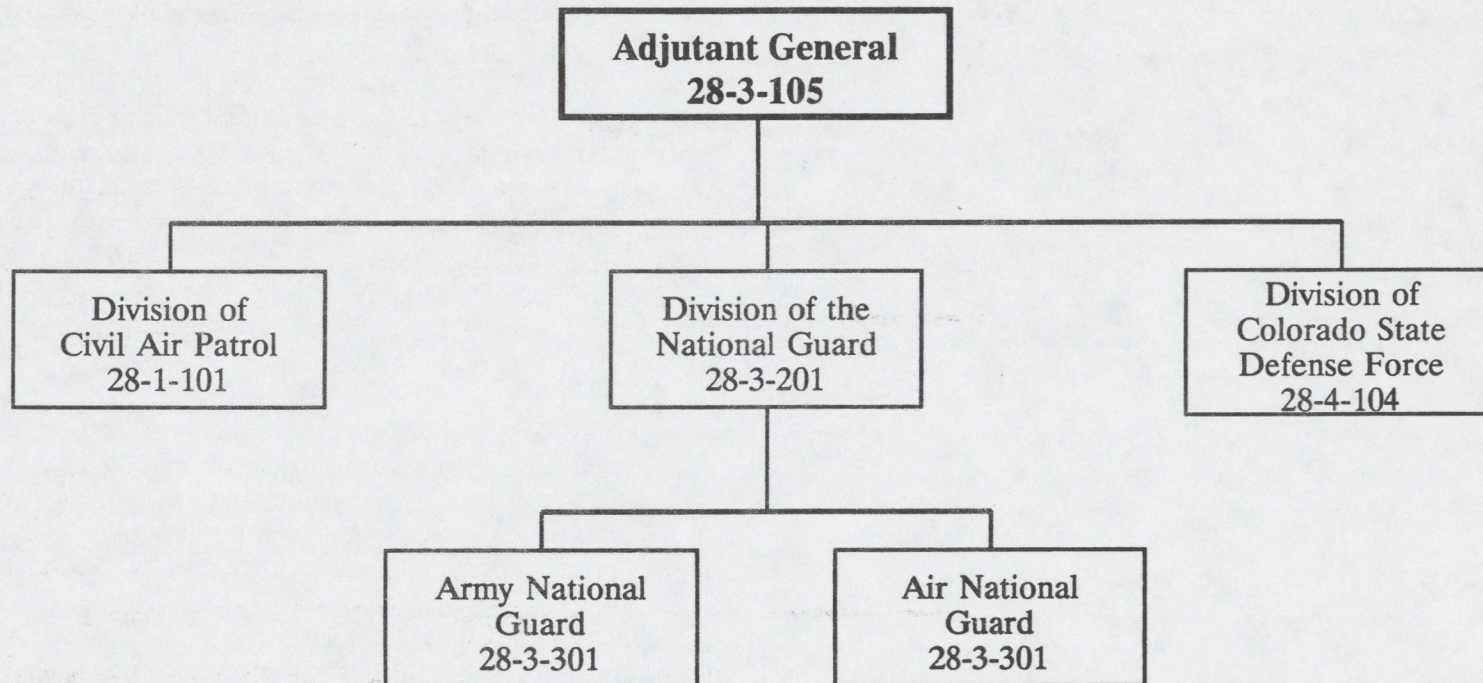 Adjutant General
28-3-105
Division of
Civil Air Patrol
28-1-101
Division of the
National Guard
28-3-201
Division of
Colorado State
Defense Force
28-4-104
Army National
Guard
28-3-301
Air National
Guard
28-3-301